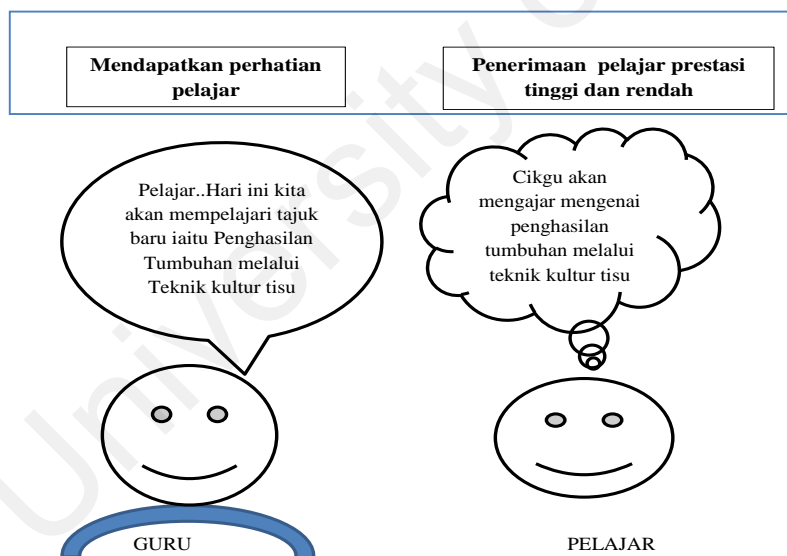 Mendapatkan perhatian
pelajar
Penerimaan pelajar prestasi
tinggi dan rendah
Pelajar..Hari ini kita
akan mempelajari tajuk
baru iaitu Penghasilan
Tumbuhan melalui
Teknik kultur tisu
Cikgu akan
mengajar mengenai
penghasilan
tumbuhan melalui
teknik kultur tisu
GURU
PELAJAR
University